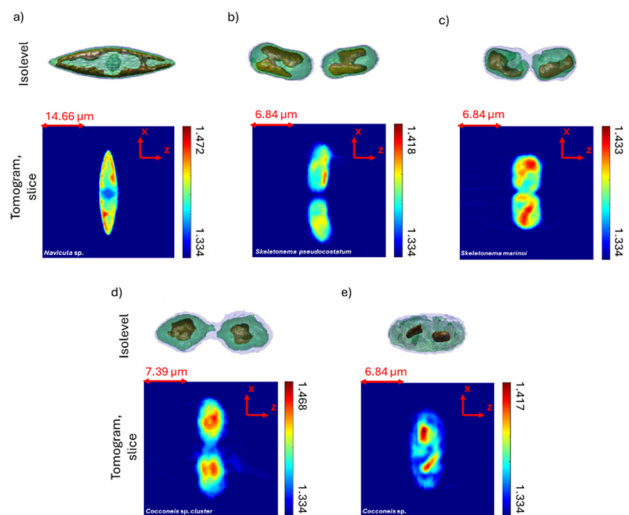 a)
b)
c)
Isolevel
14.66 µm
6.84 µm
6.84 µm
Tomogram,
slice
X
Z
1.472
1.334
Navicula sp.
X
Z
1.418
1.334
Skeletonema pseudocostatum
X
Z
1.433
1.334
Skeletonema marinoi
d)
e)
Isolevel
7.39 µm
6.84 µm
Tomogram,
slice
X
Z
1.468
1.334
Cocconeis sp. cluster
X
Z
1.417
1.334
Cocconeis sp.